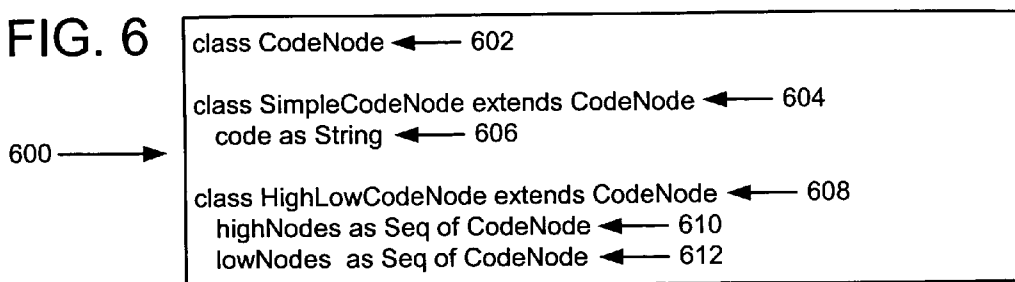 FIG. 6
class CodeNode 602
class SimpleCodeNode extends CodeNode 604
code as String 606
600
class HighLowCodeNode extends CodeNode 608
highNodes as Seq of CodeNode 610
lowNodes as Seq of CodeNode 612